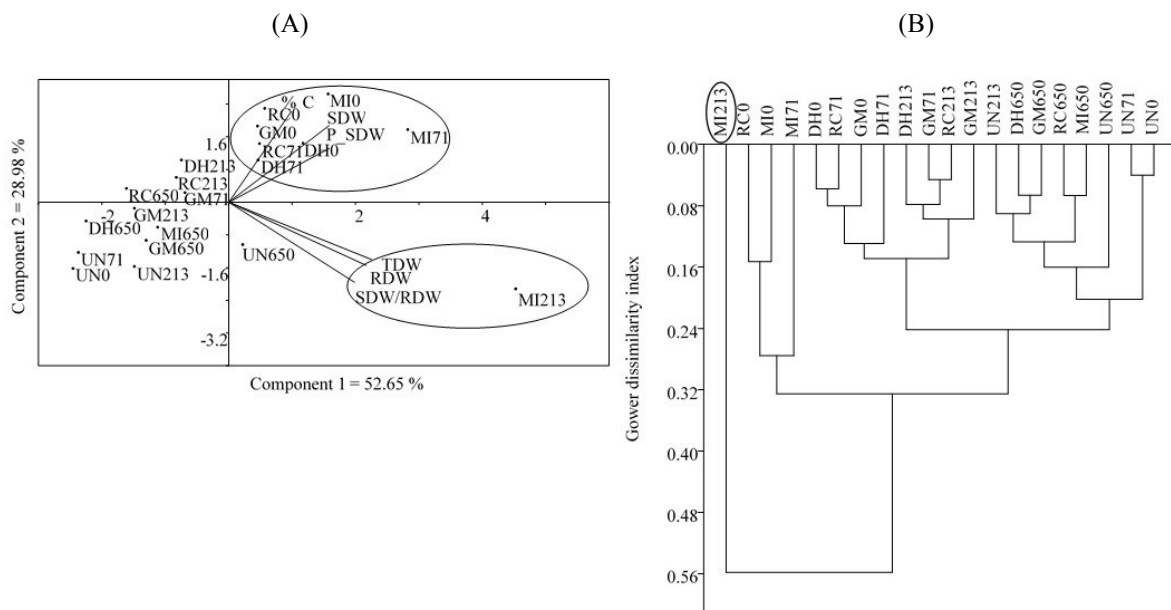 (A)
(B)
Component 2 = 28.98 %
Component 1 = 52.65 %
1.6
-1.6
-3.2
-2
2
4
% C
RC0
MI0
SDW
GM0
P_SDW
MI71
RC71
DH0
DH71
DH213
RC213
GM71
RC650
GM213
DH650
MI650
GM650
UN650
UN71
UN0
UN213
TDW
RDW
SDW/RDW
MI213
MI213
RC0
MI0
MI71
DH0
RC71
GM0
DH71
DH213
GM71
RC213
GM213
UN213
DH650
GM650
RC650
MI650
UN650
UN71
UN0
Gower dissimilarity index
0.00
0.08
0.16
0.24
0.32
0.40
0.48
0.56